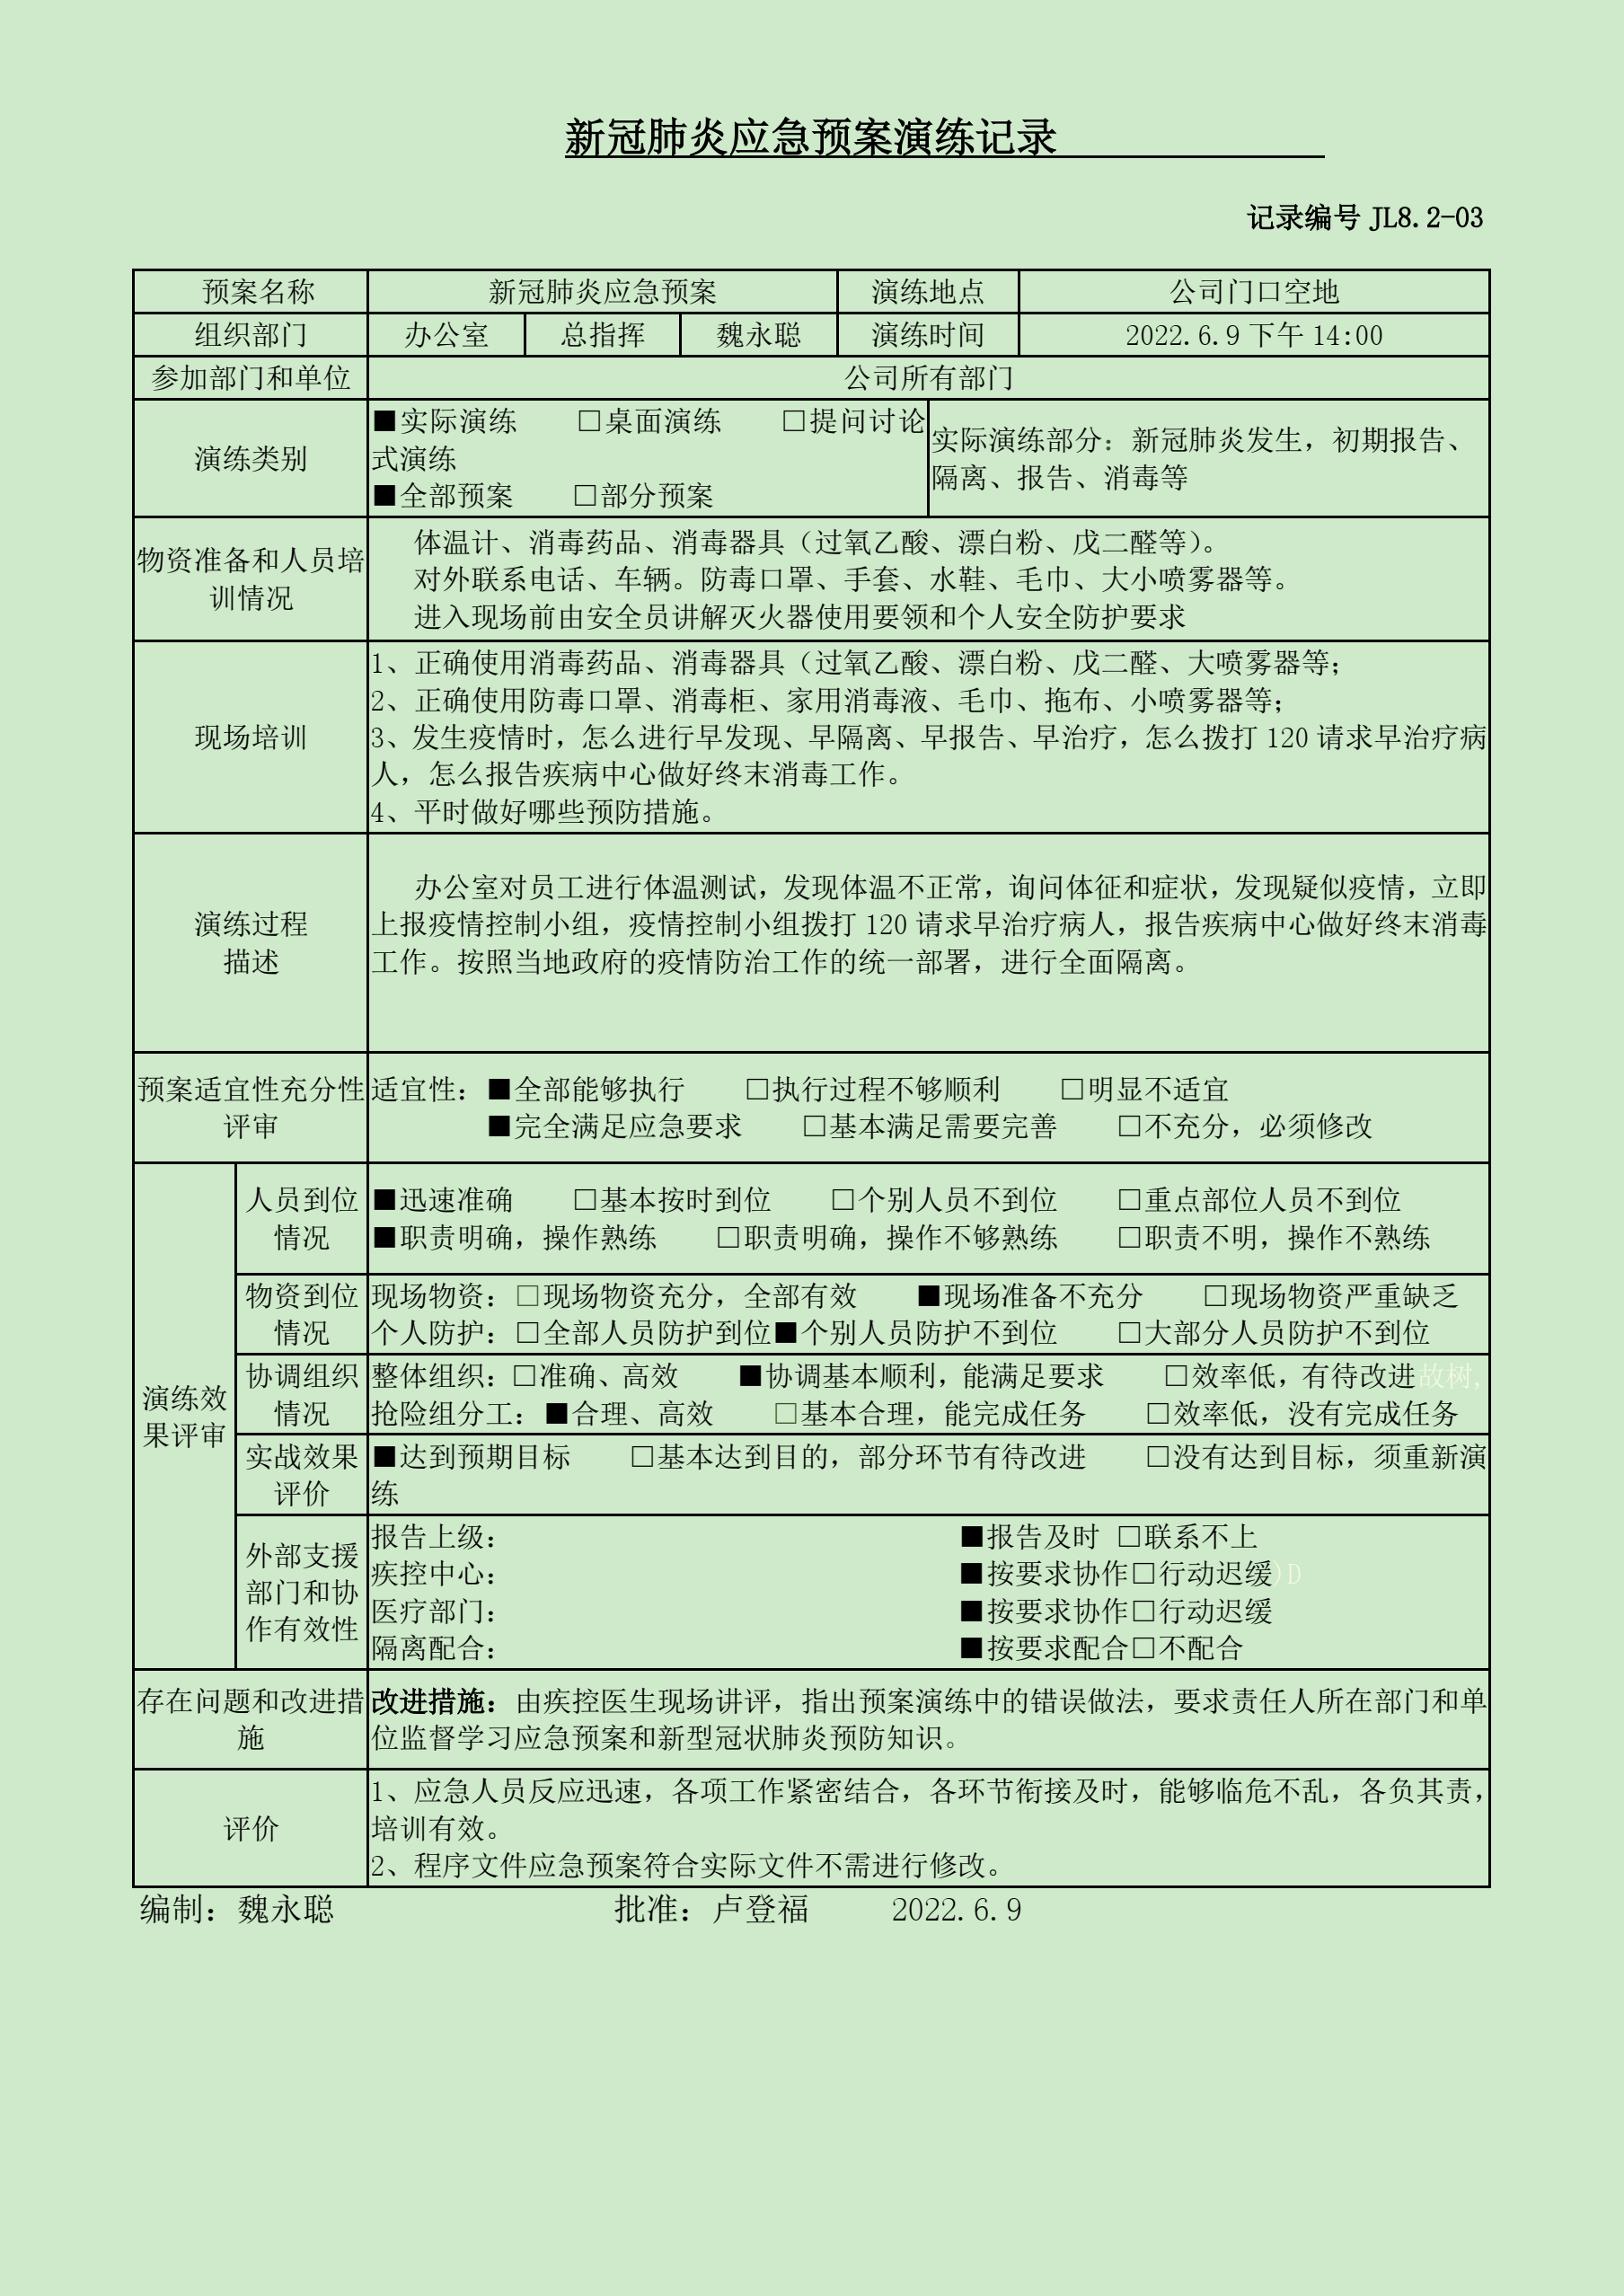 新冠肺炎应急预案演练记录
记录编号 JL8.2-03
预案名称 新冠肺炎应急预案 演练地点 公司门口空地
组织部门 办公室 总指挥 魏永聪 演练时间 2022.6.9 下午 14:00
参加部门和单位 公司所有部门
演练类别
■实际演练 □桌面演练 □提问讨论
式演练
■全部预案 □部分预案
实际演练部分：新冠肺炎发生，初期报告、
隔离、报告、消毒等
物资准备和人员培
训情况
体温计、消毒药品、消毒器具（过氧乙酸、漂白粉、戊二醛等）。
对外联系电话、车辆。防毒口罩、手套、水鞋、毛巾、大小喷雾器等。
进入现场前由安全员讲解灭火器使用要领和个人安全防护要求
现场培训
1、正确使用消毒药品、消毒器具（过氧乙酸、漂白粉、戊二醛、大喷雾器等；
2、正确使用防毒口罩、消毒柜、家用消毒液、毛巾、拖布、小喷雾器等；
3、发生疫情时，怎么进行早发现、早隔离、早报告、早治疗，怎么拨打 120 请求早治疗病
人，怎么报告疾病中心做好终末消毒工作。
4、平时做好哪些预防措施。
演练过程
描述
办公室对员工进行体温测试，发现体温不正常，询问体征和症状，发现疑似疫情，立即
上报疫情控制小组，疫情控制小组拨打 120 请求早治疗病人，报告疾病中心做好终末消毒
工作。按照当地政府的疫情防治工作的统一部署，进行全面隔离。
预案适宜性充分性
评审
适宜性：■全部能够执行 □执行过程不够顺利 □明显不适宜
■完全满足应急要求 □基本满足需要完善 □不充分，必须修改
演练效
果评审
人员到位
情况
■迅速准确 □基本按时到位 □个别人员不到位 □重点部位人员不到位
■职责明确，操作熟练 □职责明确，操作不够熟练 □职责不明，操作不熟练
物资到位
情况
现场物资：□现场物资充分，全部有效 ■现场准备不充分 □现场物资严重缺乏
个人防护：□全部人员防护到位■个别人员防护不到位 □大部分人员防护不到位
协调组织
情况
整体组织：□准确、高效 ■协调基本顺利，能满足要求 □效率低，有待改进故树,
抢险组分工：■合理、高效 □基本合理，能完成任务 □效率低，没有完成任务
实战效果
评价
■达到预期目标 □基本达到目的，部分环节有待改进 □没有达到目标，须重新演
练
外部支援
部门和协
作有效性
报告上级： ■报告及时 □联系不上
疾控中心： ■按要求协作□行动迟缓)D
医疗部门： ■按要求协作□行动迟缓
隔离配合： ■按要求配合□不配合
存在问题和改进措
施
改进措施：由疾控医生现场讲评，指出预案演练中的错误做法，要求责任人所在部门和单
位监督学习应急预案和新型冠状肺炎预防知识。
评价
1、应急人员反应迅速，各项工作紧密结合，各环节衔接及时，能够临危不乱，各负其责，
培训有效。
2、程序文件应急预案符合实际文件不需进行修改。
编制：魏永聪 批准：卢登福 2022.6.9